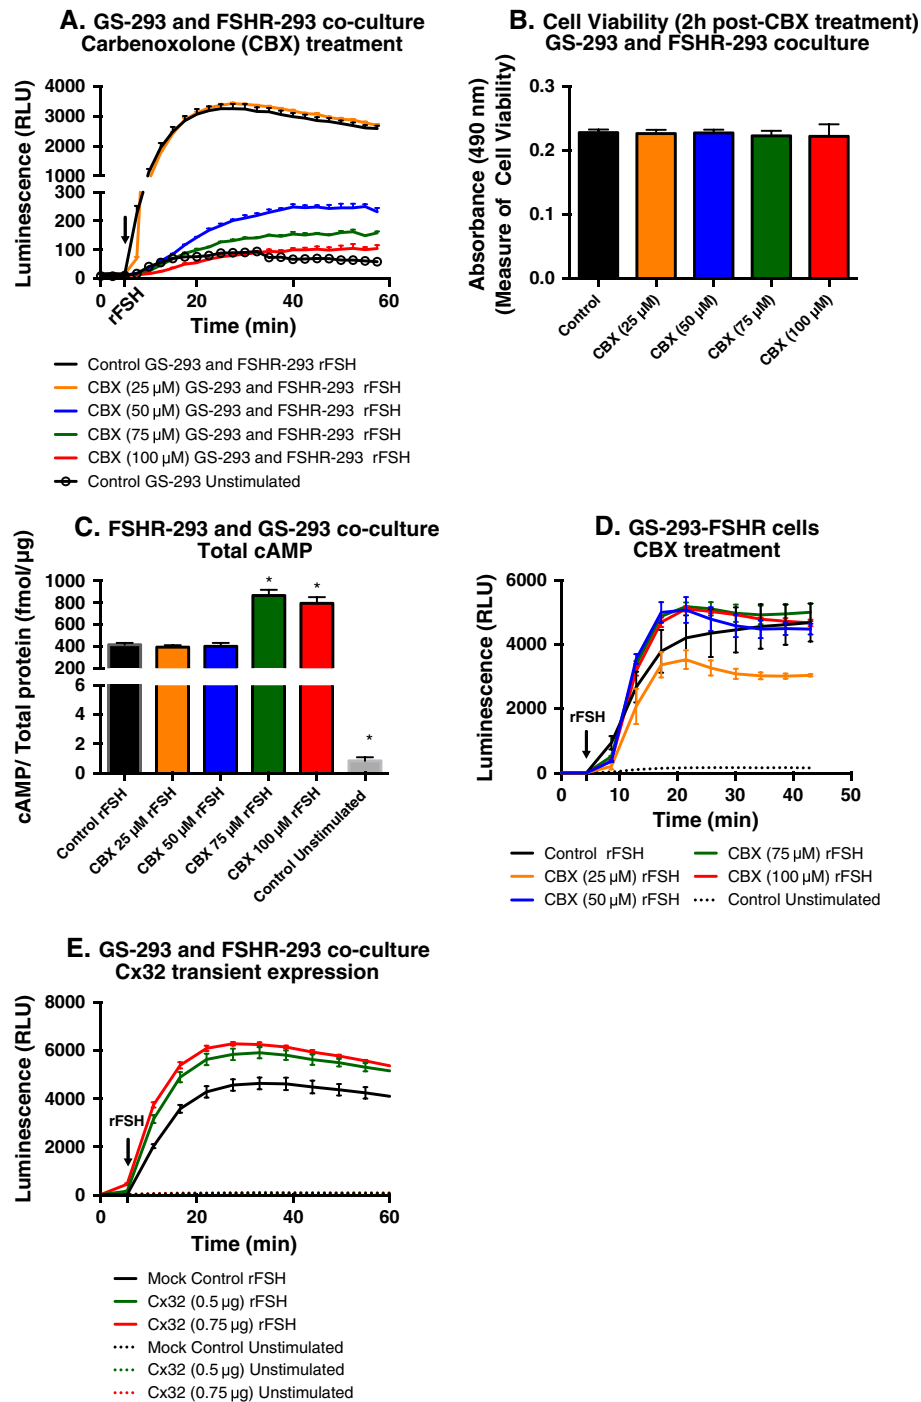 A. GS-293 and FSHR-293 co-culture
Carbenoxolone (CBX) treatment
Luminescence (RLU)
4000
3000
2000
1000
300
200
100
0
0
20
40
60
rFSH
Time (min)
Control GS-293 and FSHR-293 rFSH
CBX (25 µM) GS-293 and FSHR-293 rFSH
CBX (50 µM) GS-293 and FSHR-293 rFSH
CBX (75 µM) GS-293 and FSHR-293 rFSH
CBX (100 µM) GS-293 and FSHR-293 rFSH
Control GS-293 Unstimulated
B. Cell Viability (2h post-CBX treatment)
GS-293 and FSHR-293 coculture
Absorbance (490 nm)
(Measure of Cell Viability)
0.3
0.2
0.1
0.0
Control
CBX (25 µM)
CBX (50 µM)
CBX (75 µM)
CBX (100 µM)
C. FSHR-293 and GS-293 co-culture
Total cAMP
cAMP/ Total protein (fmol/µg)
1000
800
600
400
200
6
4
2
0
*
*
*
Control rFSH
CBX 25 µM rFSH
CBX 50 µM rFSH
CBX 75 µM rFSH
CBX 100 µM rFSH
Control Unstimulated
D. GS-293-FSHR cells
CBX treatment
Luminescence (RLU)
6000
4000
2000
0
rFSH
0
10
20
30
40
50
Time (min)
Control rFSH
CBX (25 µM) rFSH
CBX (50 µM) rFSH
CBX (75 µM) rFSH
CBX (100 µM) rFSH
Control Unstimulated
E. GS-293 and FSHR-293 co-culture
Cx32 transient expression
Luminescence (RLU)
8000
6000
4000
2000
0
rFSH
0
20
40
60
Time (min)
Mock Control rFSH
Cx32 (0.5 µg) rFSH
Cx32 (0.75 µg) rFSH
Mock Control Unstimulated
Cx32 (0.5 µg) Unstimulated
Cx32 (0.75 µg) Unstimulated